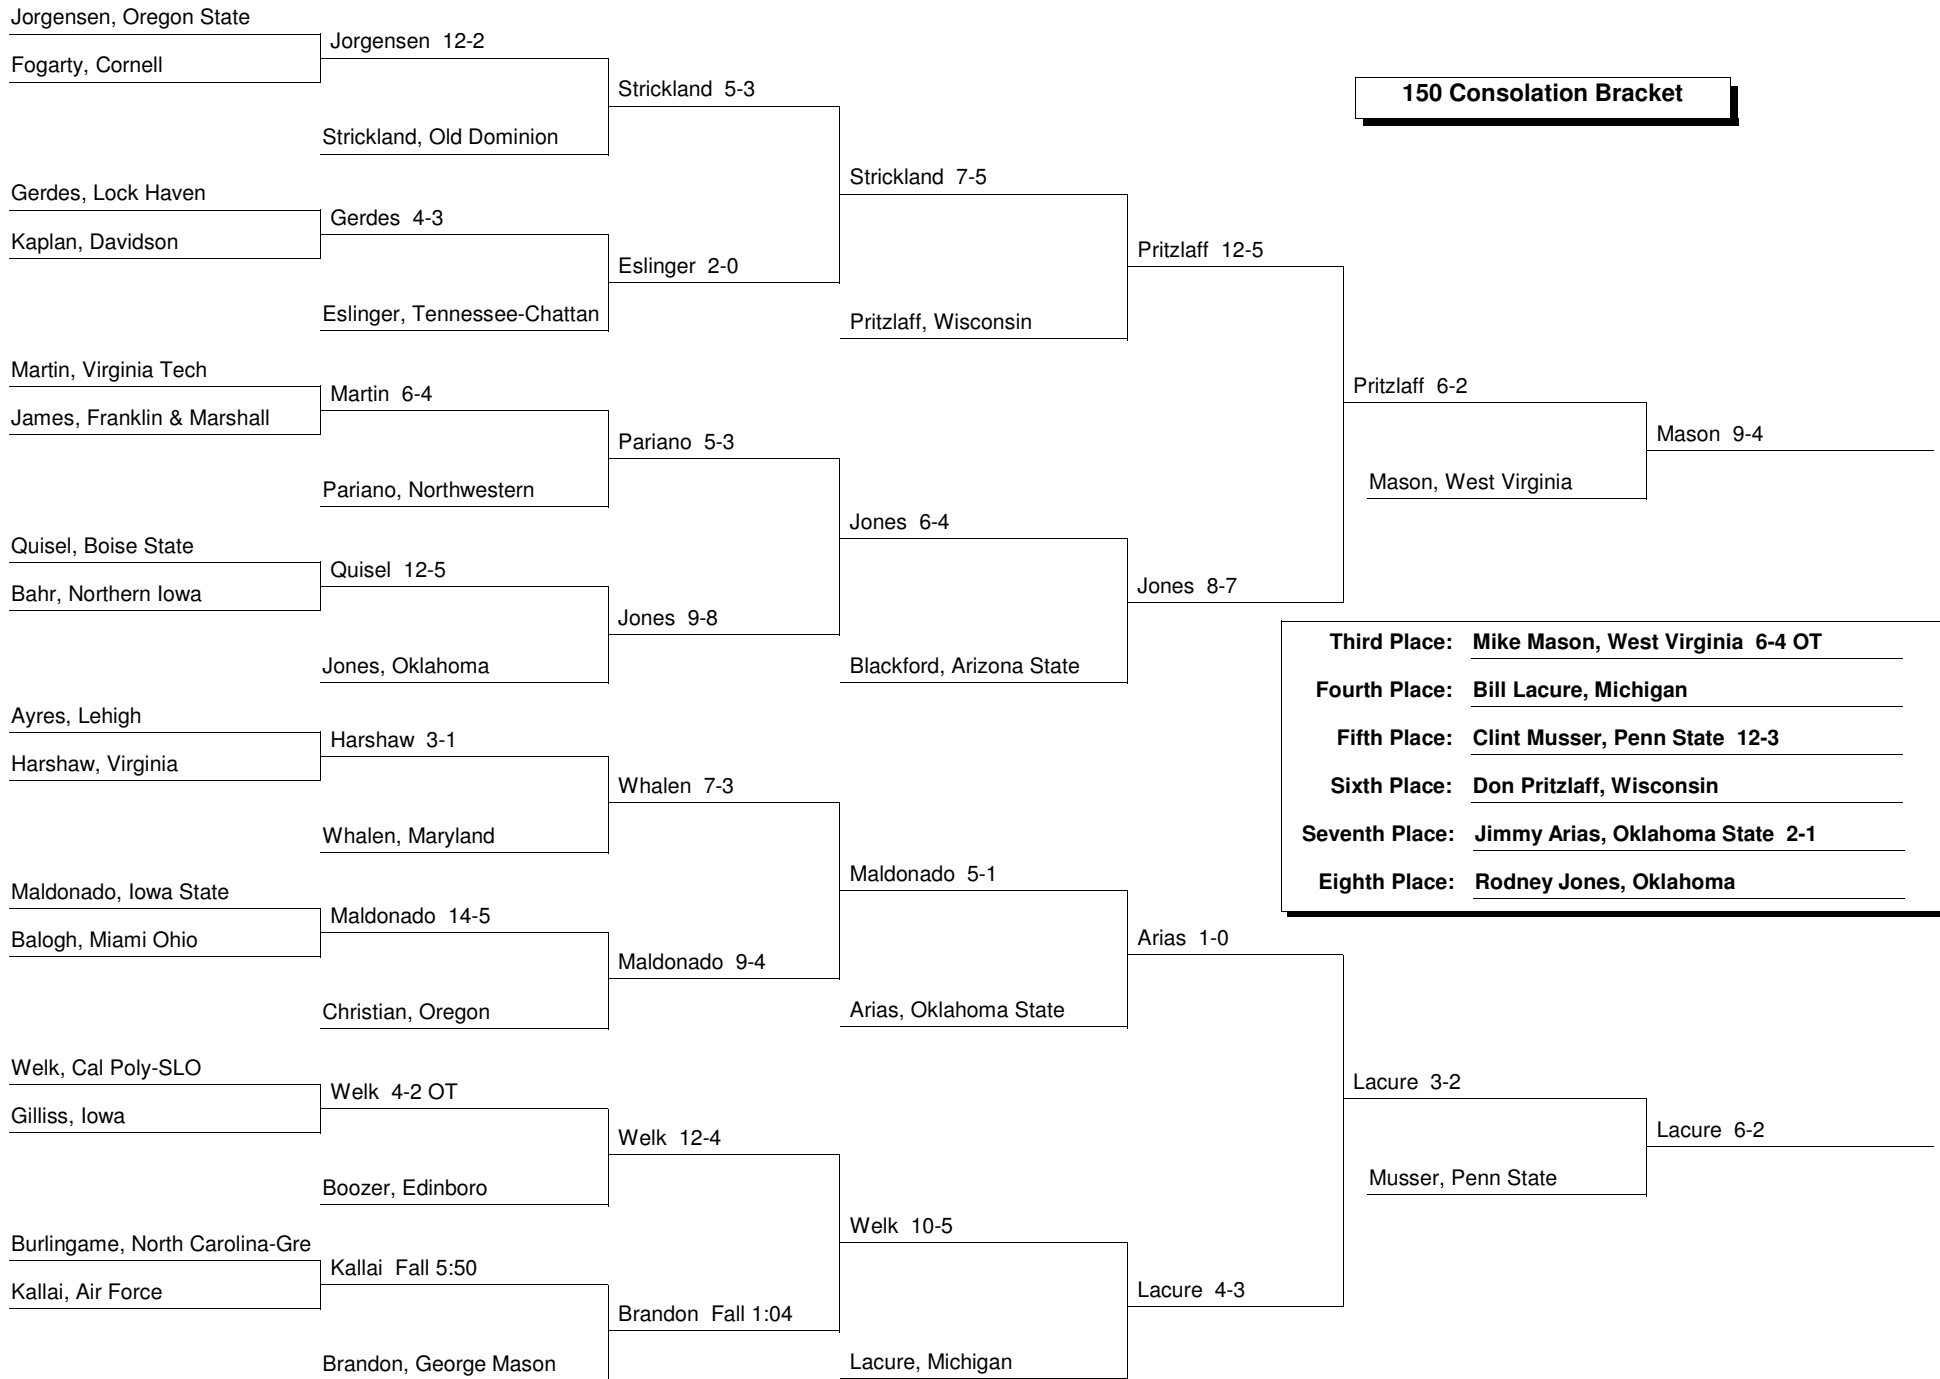 Jorgensen, Oregon State
Jorgensen 12-2
Fogarty, Cornell
Strickland 5-3
150 Consolation Bracket
Strickland, Old Dominion
Strickland 7-5
Gerdes, Lock Haven
Gerdes 4-3
Kaplan, Davidson
Pritzlaff 12-5
Eslinger 2-0
Eslinger, Tennessee-Chattan
Pritzlaff, Wisconsin
Martin, Virginia Tech
Pritzlaff 6-2
Martin 6-4
James, Franklin & Marshall
Mason 9-4
Pariano 5-3
Mason, West Virginia
Pariano, Northwestern
Jones 6-4
Quisel, Boise State
Quisel 12-5
Jones 8-7
Bahr, Northern Iowa
Jones 9-8
Third Place: Mike Mason, West Virginia 6-4 OT
Jones, Oklahoma
Blackford, Arizona State
Fourth Place: Bill Lacure, Michigan
Ayres, Lehigh
Harshaw 3-1
Fifth Place: Clint Musser, Penn State 12-3
Harshaw, Virginia
Whalen 7-3
Sixth Place: Don Pritzlaff, Wisconsin
Whalen, Maryland
Seventh Place: Jimmy Arias, Oklahoma State 2-1
Maldonado 5-1
Eighth Place: Rodney Jones, Oklahoma
Maldonado, Iowa State
Maldonado 14-5
Balogh, Miami Ohio
Arias 1-0
Maldonado 9-4
Christian, Oregon
Arias, Oklahoma State
Welk, Cal Poly-SLO
Lacure 3-2
Welk 4-2 OT
Gilliss, Iowa
Lacure 6-2
Welk 12-4
Musser, Penn State
Boozer, Edinboro
Welk 10-5
Burlingame, North Carolina-Gre
Kallai Fall 5:50
Kallai, Air Force
Lacure 4-3
Brandon Fall 1:04
Brandon, George Mason
Lacure, Michigan